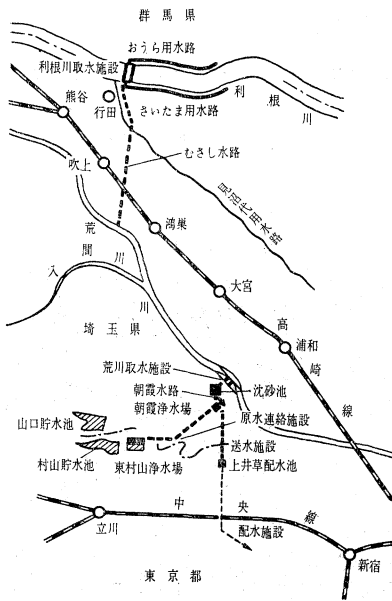 群馬県
おうら用水路
利根川取水施設
利根川
熊谷
行田
さいたま用水路
むさし水路
吹上
見沼代用水路
荒川
鴻巣
入間川
大宮
埼玉県
高崎線
浦和
荒川取水施設
朝霞水路
沈砂池
朝霞浄水場
山口貯水池
原水連絡施設
送水施設
村山貯水池
東村山浄水場
上井草配水池
中央線
立川
配水施設
新宿
東京都